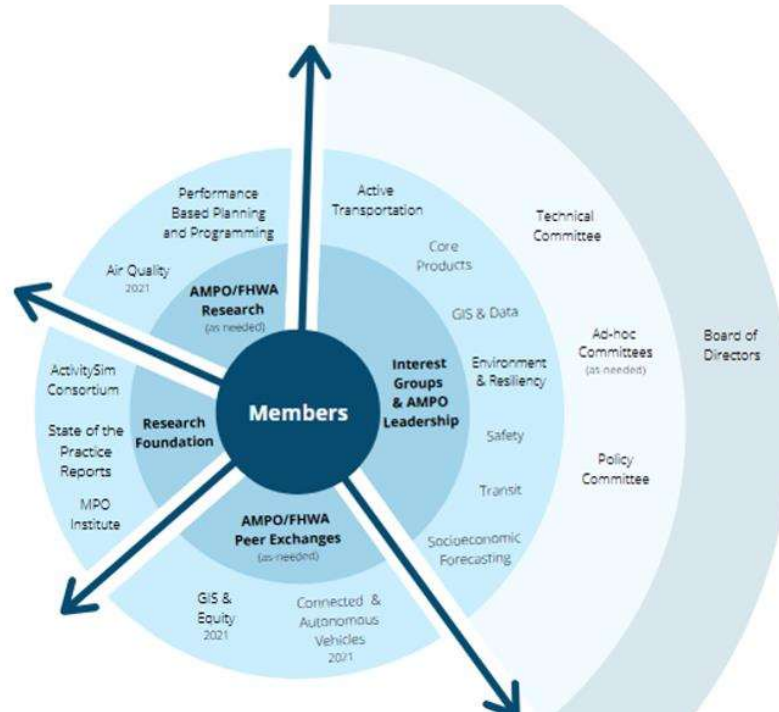 Performance
Based Planning
and Programming
Air Quality
2021
AMPO/FHWA
Research
(as needed)
Active
Transportation
Core
Products
GIS & Data
Environment
& Resiliency
Safety
Transit
Socioeconomic
Forecasting
Interest
Groups
& AMPO
Leadership
Technical
Committee
Ad-hoc
Committees
(as needed)
Policy
Committee
Board of
Directors
Members
ActivitySim
Consortium
State of the
Practice
Reports
MPO
Institute
Research
Foundation
AMPO/FHWA
Peer Exchanges
(as-needed)
GIS &
Equity
2021
Connected &
Autonomous
Vehicles
2021